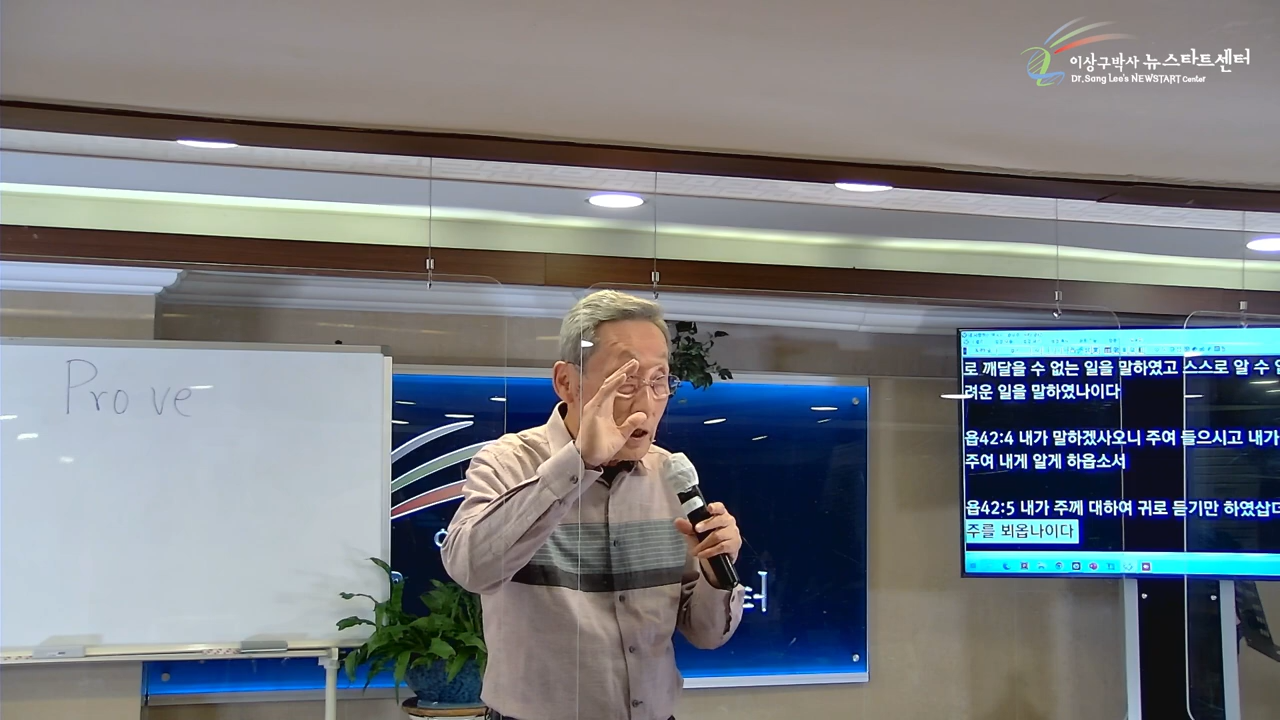 이상구박사 뉴스타트센터
Dr. Sang Lee's NEWSTART Center
Prove
로 깨달을 수 없는 일을 말하였고 스스로 알 수
려운 일을 말하였나이다
욥42:4 내가 말하겠사오니 주여 들으시고 내가
주여 내게 알게 하옵소서
욥42:5 내가 주께 대하여 귀로 듣기만 하였삽더
주를 뵈옵나이다
터